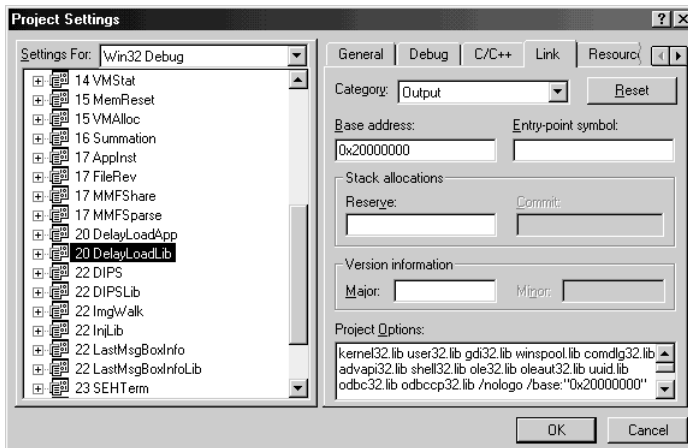 Project Settings
Settings For: Win32 Debug
14 VMStat
15 MemReset
15 VMAlloc
16 Summation
17 AppInst
17 FileRev
17 MMFShare
17 MMFSparse
20 DelayLoadApp
20 DelayLoadLib
22 DIPS
22 DIPSLib
22 ImgWalk
22 InjLib
22 LastMsgBoxInfo
22 LastMsgBoxInfoLib
23 SEHTerm
General Debug C/C++ Link Resourc
Category: Output Reset
Base address: Entry-point symbol:
0x20000000
Stack allocations
Reserve: Commit:
Version information
Major: Minor:
Project Options:
kernel32.lib user32.lib gdi32.lib winspool.lib comdlg32.lib
advapi32.lib shell32.lib ole32.lib oleaut32.lib uuid.lib
odbc32.lib odbccp32.lib /nologo /base:"0x20000000"
OK Cancel